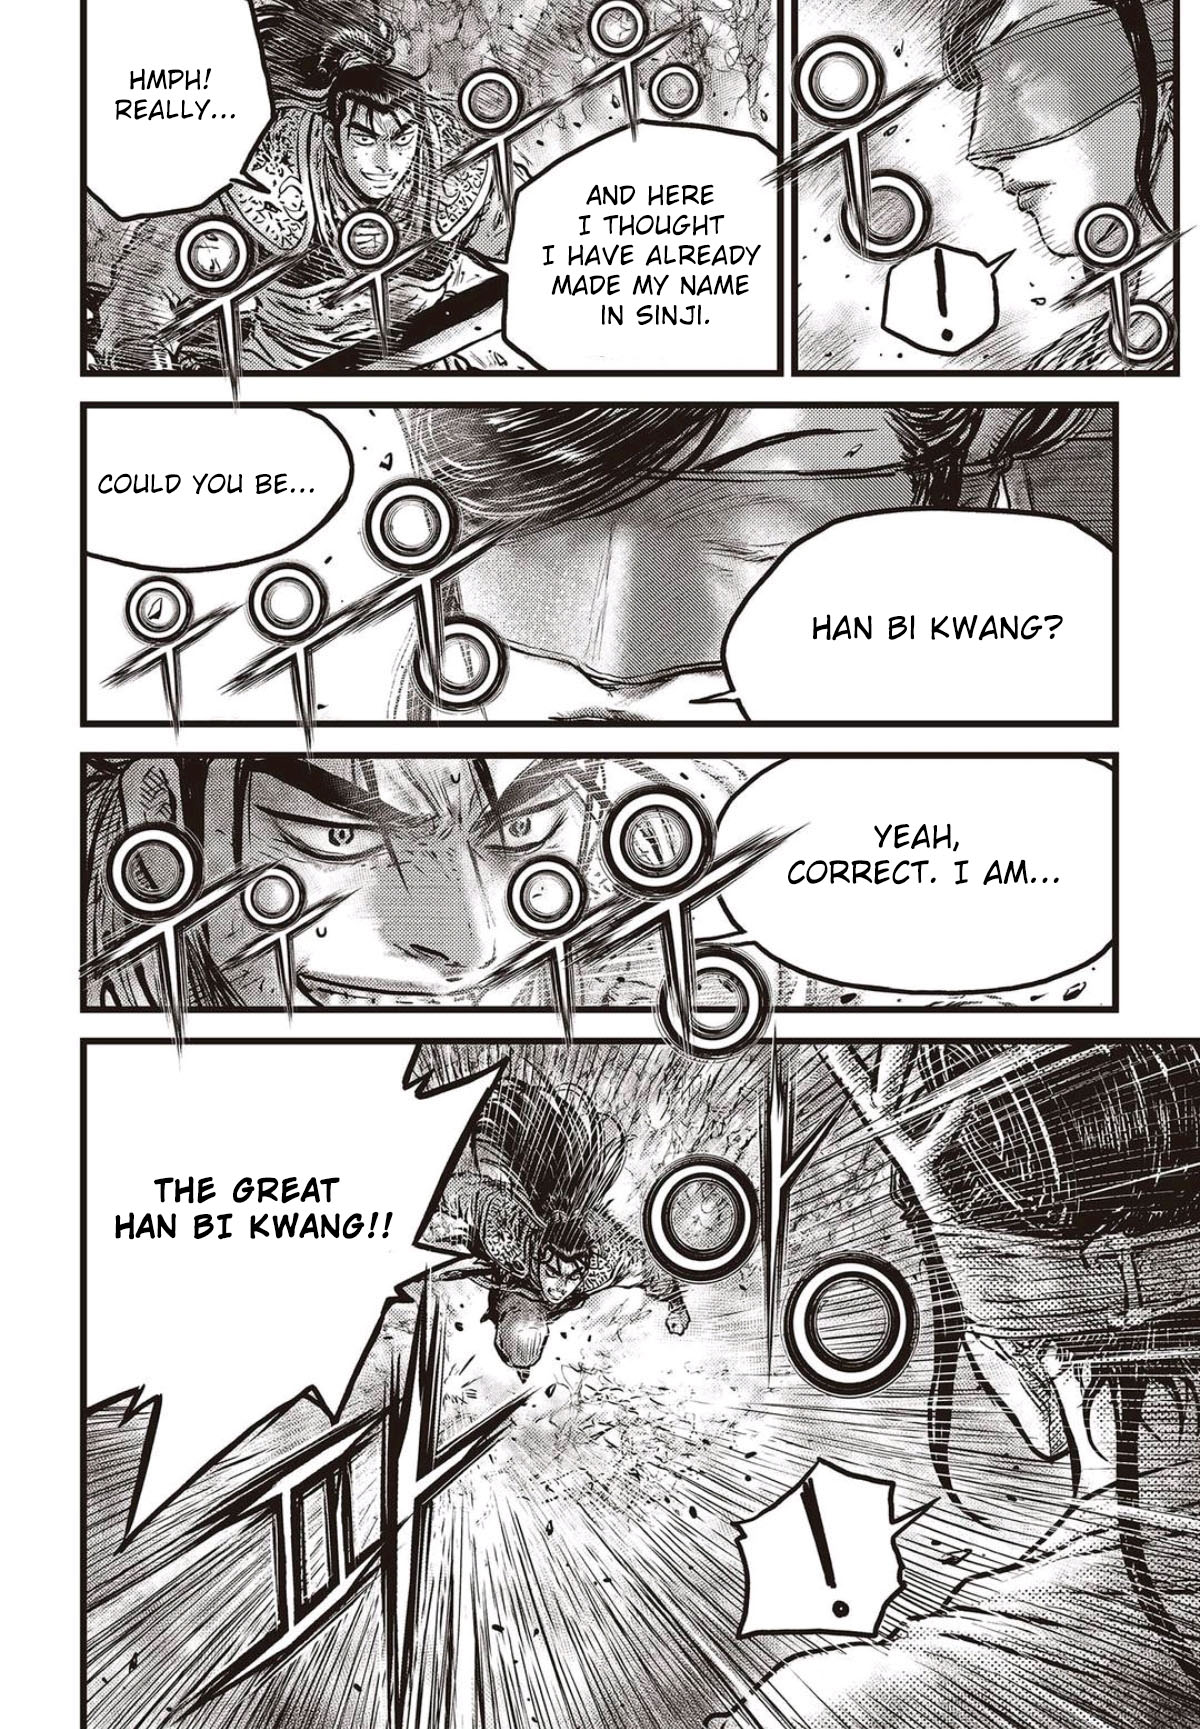 HMPH!
REALLY...
AND HERE
I THOUGHT
I HAVE ALREADY
MADE MY NAME
IN SINJI.
!
COULD YOU BE...
HAN BI KWANG?
YEAH,
CORRECT. I AM...
THE GREAT
HAN BI KWANG!!
!